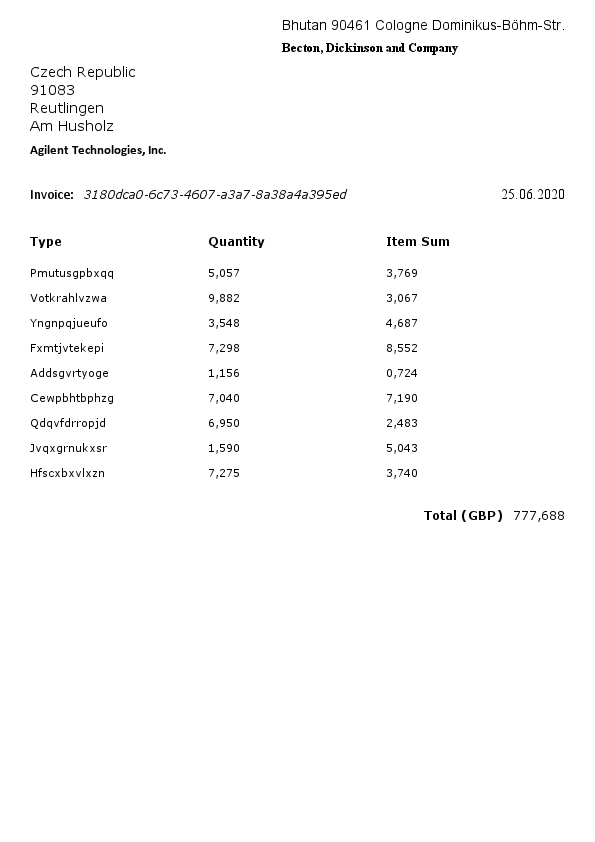 Bhutan 90461 Cologne Dominikus-Böhm-Str.
Becton, Dickinson and Company
Czech Republic
91083
Reutlingen
Am Husholz
Agilent Technologies, Inc.
Invoice: 3180dca0-6c73-4607-a3a7-8a38a4a395ed 25.06.2020
Type Quantity Item Sum
Pmutusgpbxqq 5,057 3,769
Votkrahlvzwa 9,882 3,067
Yngnpqjueufo 3,548 4,687
Fxmtjvtekepi 7,298 8,552
Addsgvrtyoge 1,156 0,724
Cewpbhtbphzg 7,040 7,190
Qdqvfdrropjd 6,950 2,483
Jvqxgrnukxsr 1,590 5,043
Hfscxbxvlxzn 7,275 3,740
Total (GBP) 777,688